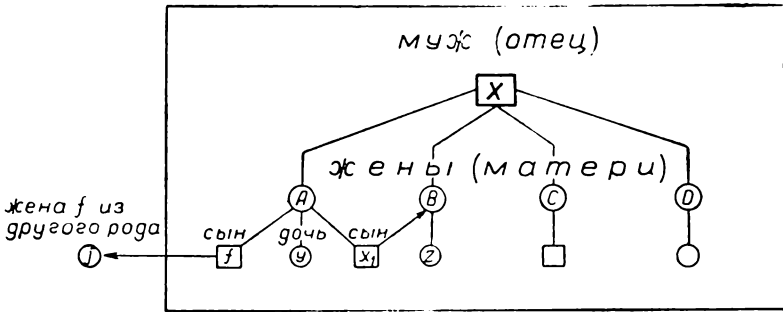 муж (отец)
X
жены (матери)
A B C D
жена f из
другого рода
сын дочь сын
j f y x₁ z